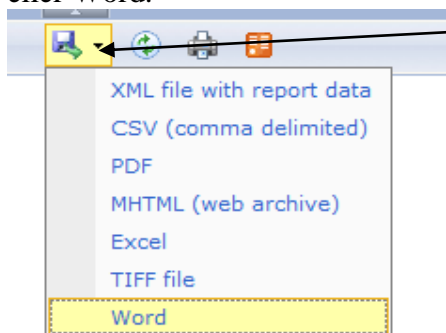 XML file with report data
CSV (comma delimited)
PDF
MHTML (web archive)
Excel
TIFF file
Word